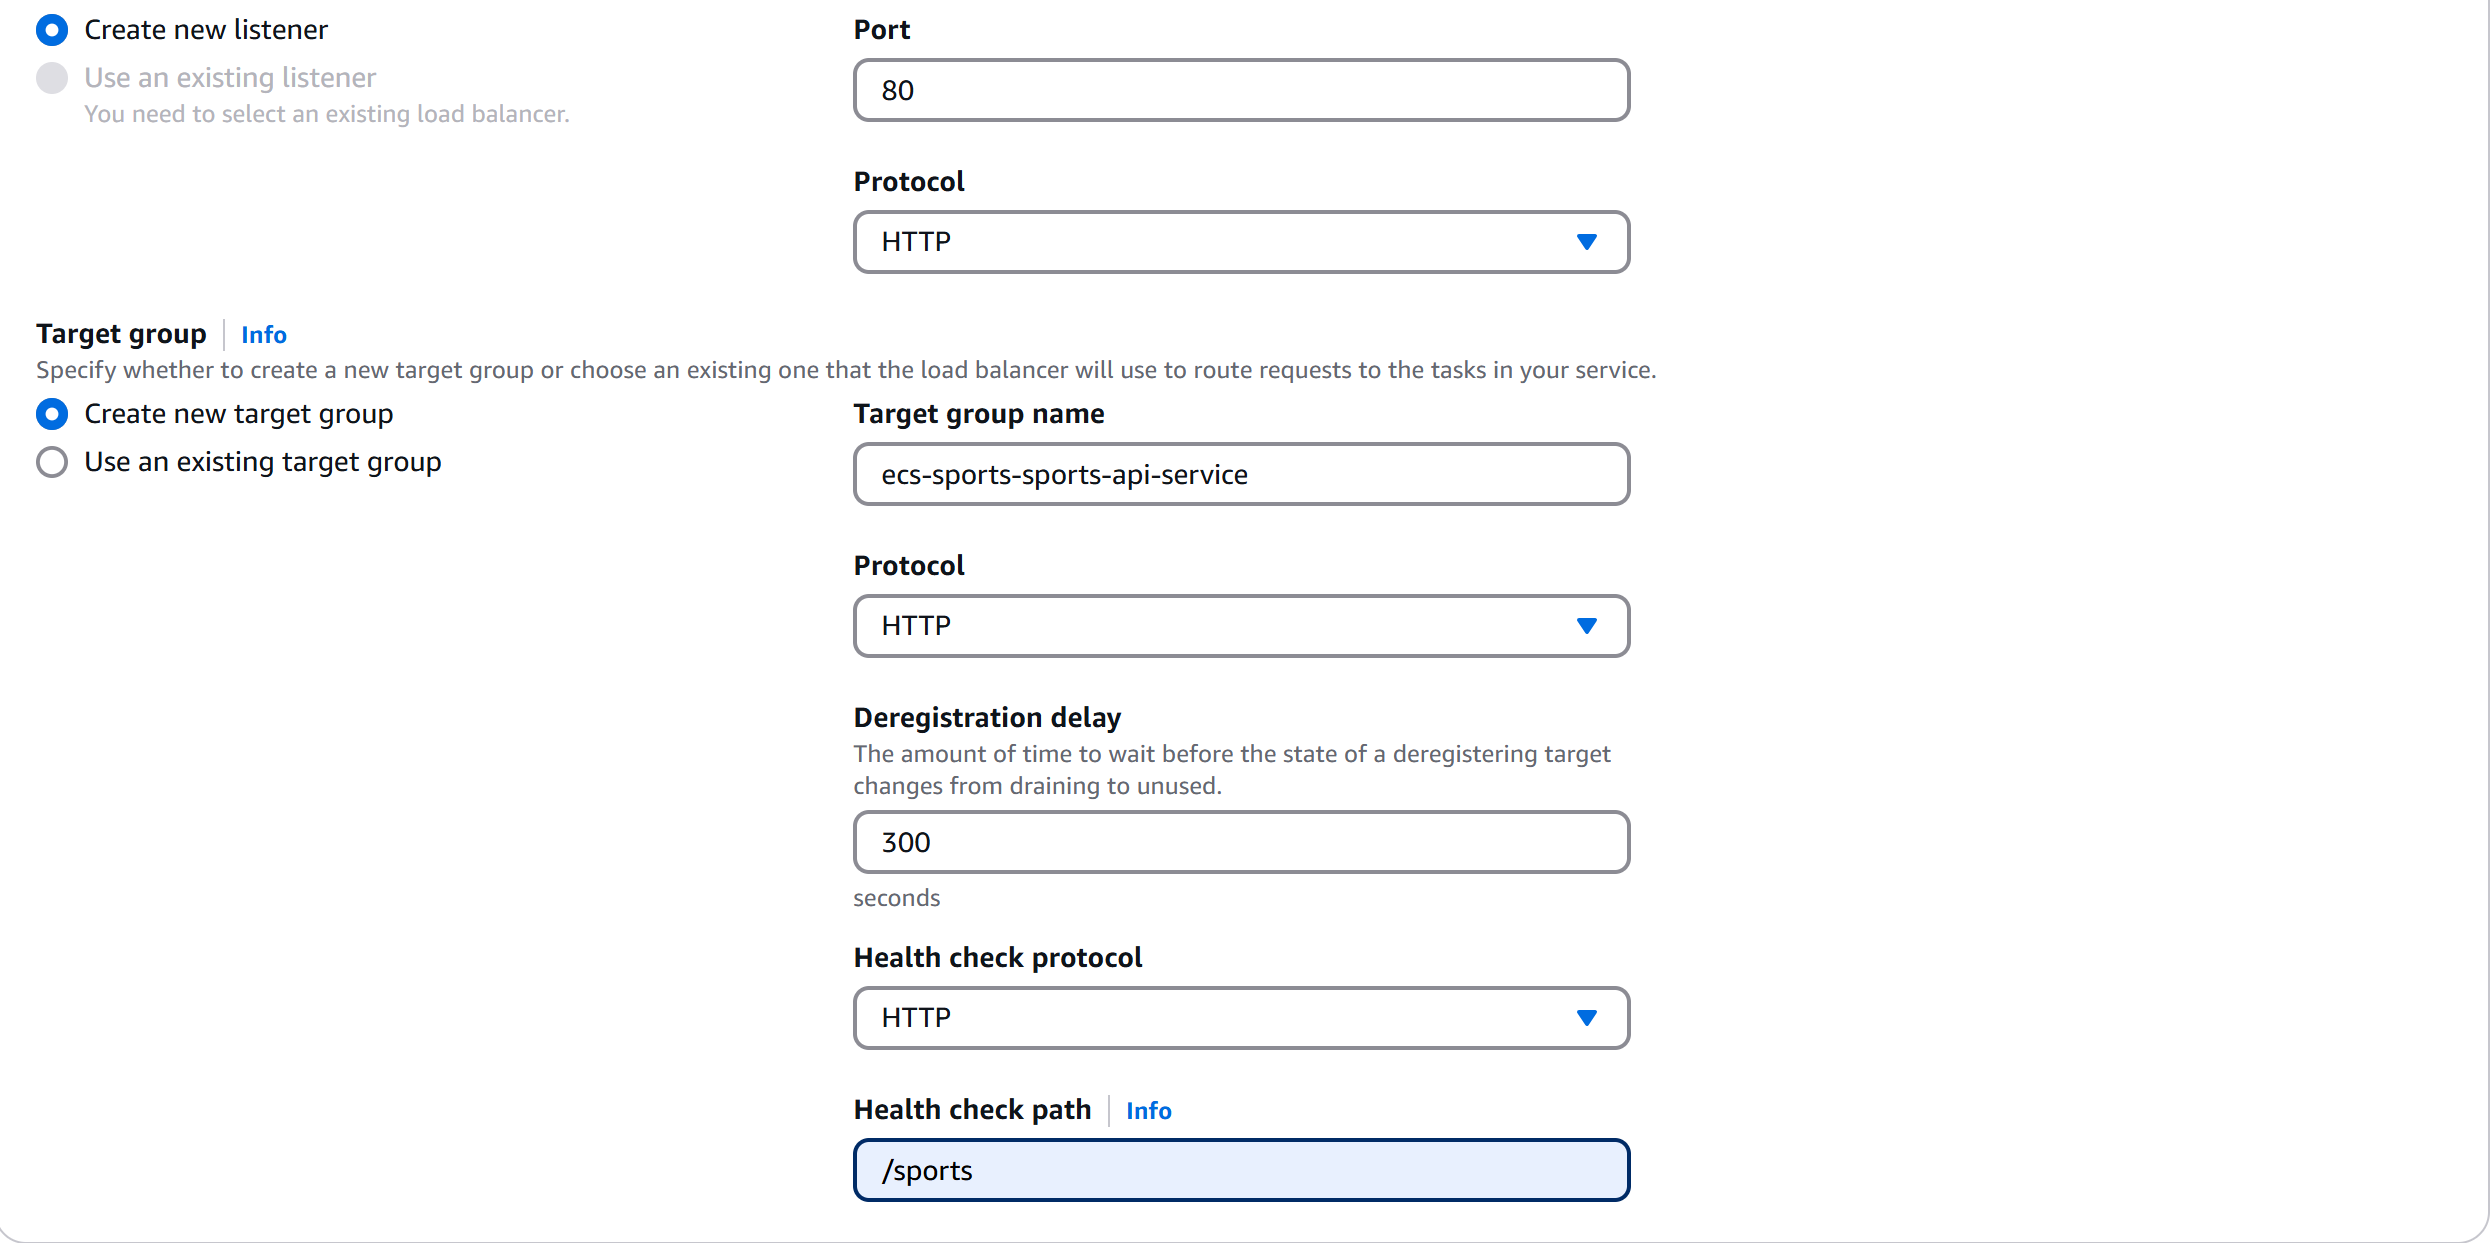 Create new listener
Use an existing listener
You need to select an existing load balancer.
Port
80
Protocol
HTTP
Target group
Info
Specify whether to create a new target group or choose an existing one that the load balancer will use to route requests to the tasks in your service.
Create new target group
Use an existing target group
Target group name
ecs-sports-sports-api-service
Protocol
HTTP
Deregistration delay
The amount of time to wait before the state of a deregistering target
changes from draining to unused.
300
seconds
Health check protocol
HTTP
Health check path
Info
/sports